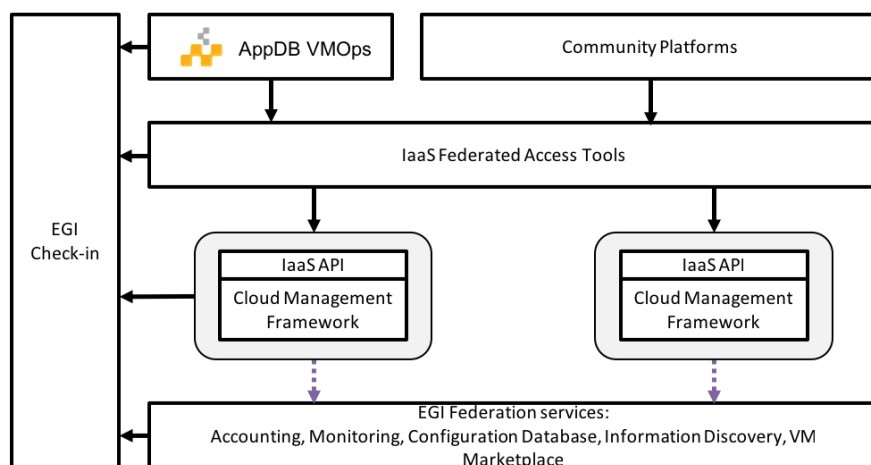 AppDB VMOps
Community Platforms
IaaS Federated Access Tools
EGI
Check-in
IaaS API
Cloud Management
Framework
IaaS API
Cloud Management
Framework
EGI Federation services:
Accounting, Monitoring, Configuration Database, Information Discovery, VM
Marketplace